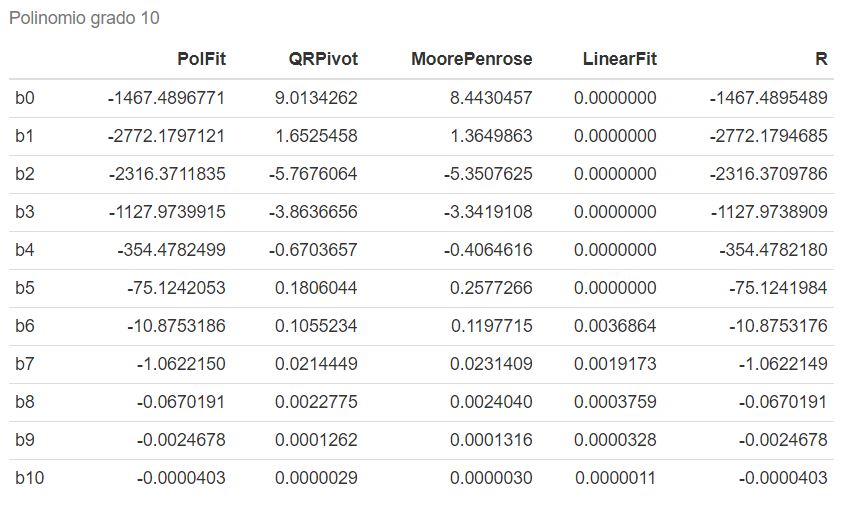 Polinomio grado 10
PolFit QRPivot MoorePenrose LinearFit R
b0 -1467.4896771 9.0134262 8.4430457 0.0000000 -1467.4895489
b1 -2772.1797121 1.6525458 1.3649863 0.0000000 -2772.1794685
b2 -2316.3711835 -5.7676064 -5.3507625 0.0000000 -2316.3709786
b3 -1127.9739915 -3.8636656 -3.3419108 0.0000000 -1127.9738909
b4 -354.4782499 -0.6703657 -0.4064616 0.0000000 -354.4782180
b5 -75.1242053 0.1806044 0.2577266 0.0000000 -75.1241984
b6 -10.8753186 0.1055234 0.1197715 0.0036864 -10.8753176
b7 -1.0622150 0.0214449 0.0231409 0.0019173 -1.0622149
b8 -0.0670191 0.0022775 0.0024040 0.0003759 -0.0670191
b9 -0.0024678 0.0001262 0.0001316 0.0000328 -0.0024678
b10 -0.0000403 0.0000029 0.0000030 0.0000011 -0.0000403